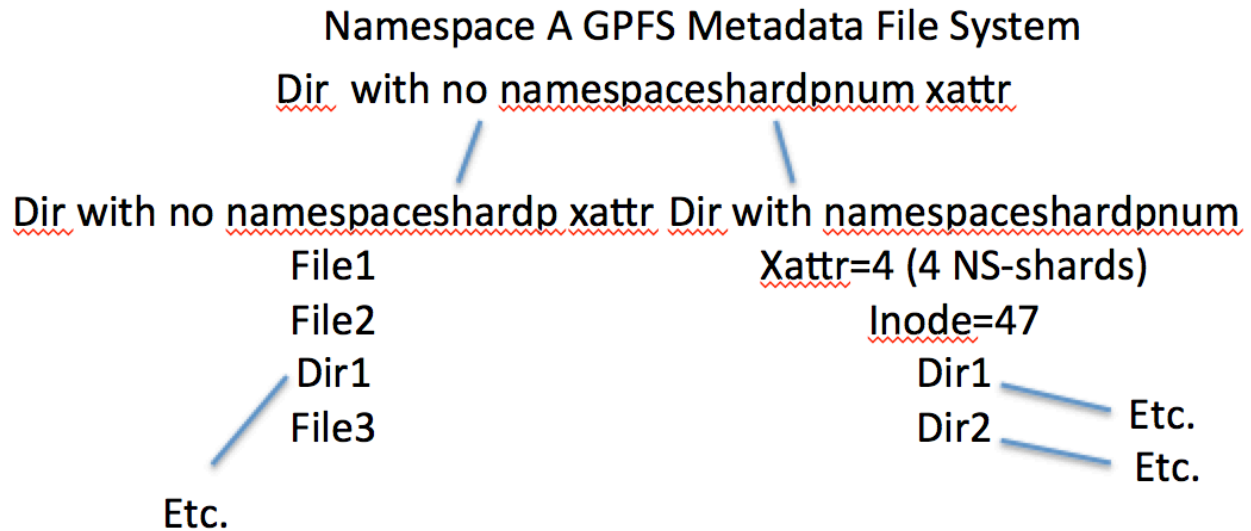 Namespace A GPFS Metadata File System
Dir with no namespaceshardpnum xattr
Dir with no namespaceshardp xattr
File1
File2
Dir1
File3
Etc.
Dir with namespaceshardpnum
Xattr=4 (4 NS-shards)
Inode=47
Dir1
Etc.
Dir2
Etc.